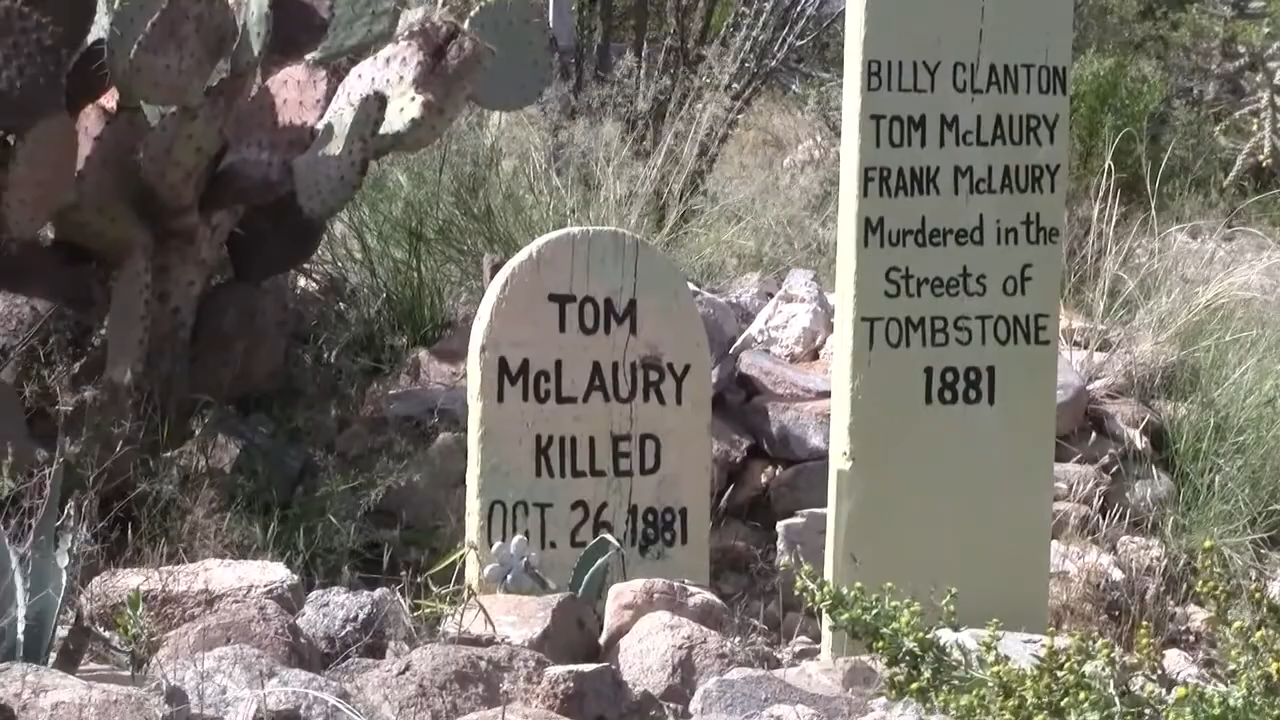 TOM
McLAURY
KILLED
OCT. 26, 1881
BILLY CLANTON
TOM McLAURY
FRANK McLAURY
Murdered in the
Streets of
TOMBSTONE
1881